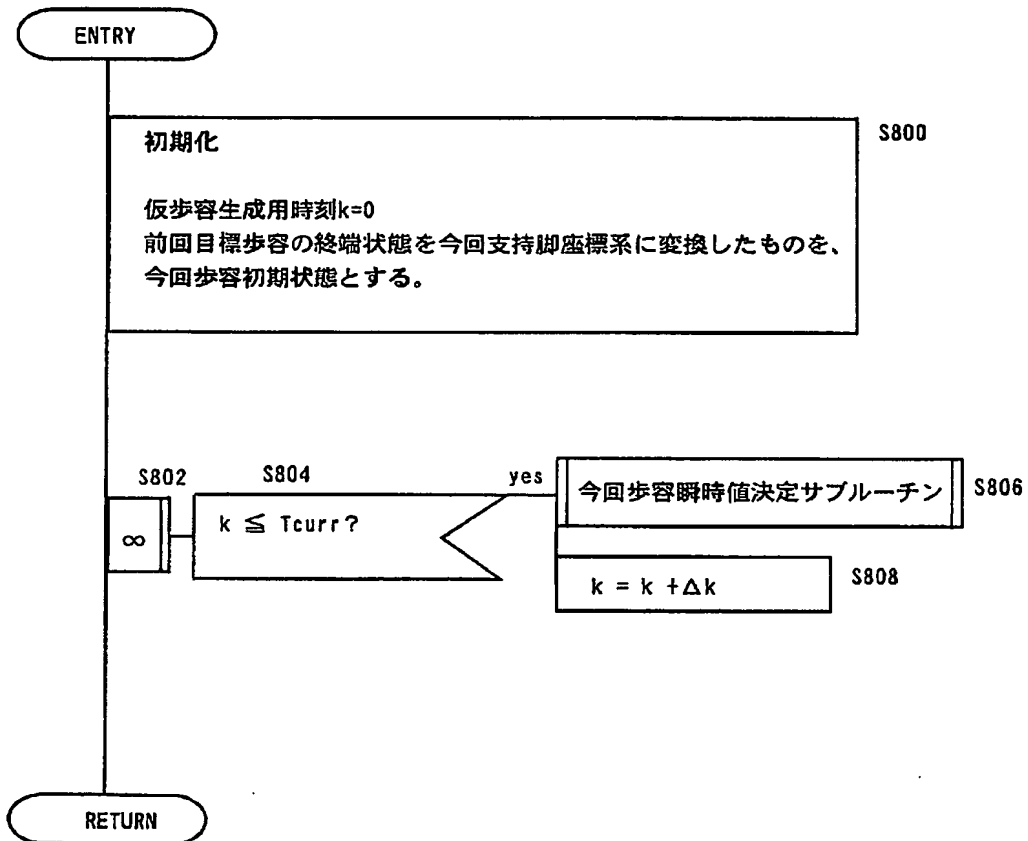 ENTRY
S800
初期化
仮歩容生成用時刻k=0
前回目標歩容の終端状態を今回支持脚座標系に変換したものを、
今回歩容初期状態とする。
S802
S804
yes
∞
k ≦ Tcurr?
今回歩容瞬時値決定サブルーチン
S806
k = k +Δk
S808
RETURN